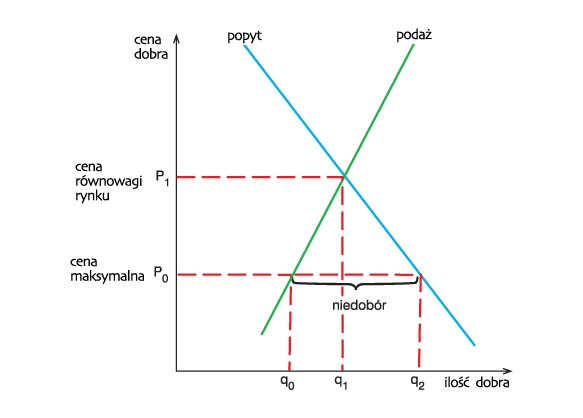 cena
dobra
popyt
podaż
cena
równowagi
rynku
P1
cena
maksymalna
P0
niedobór
q0
q1
q2
ilość dobra